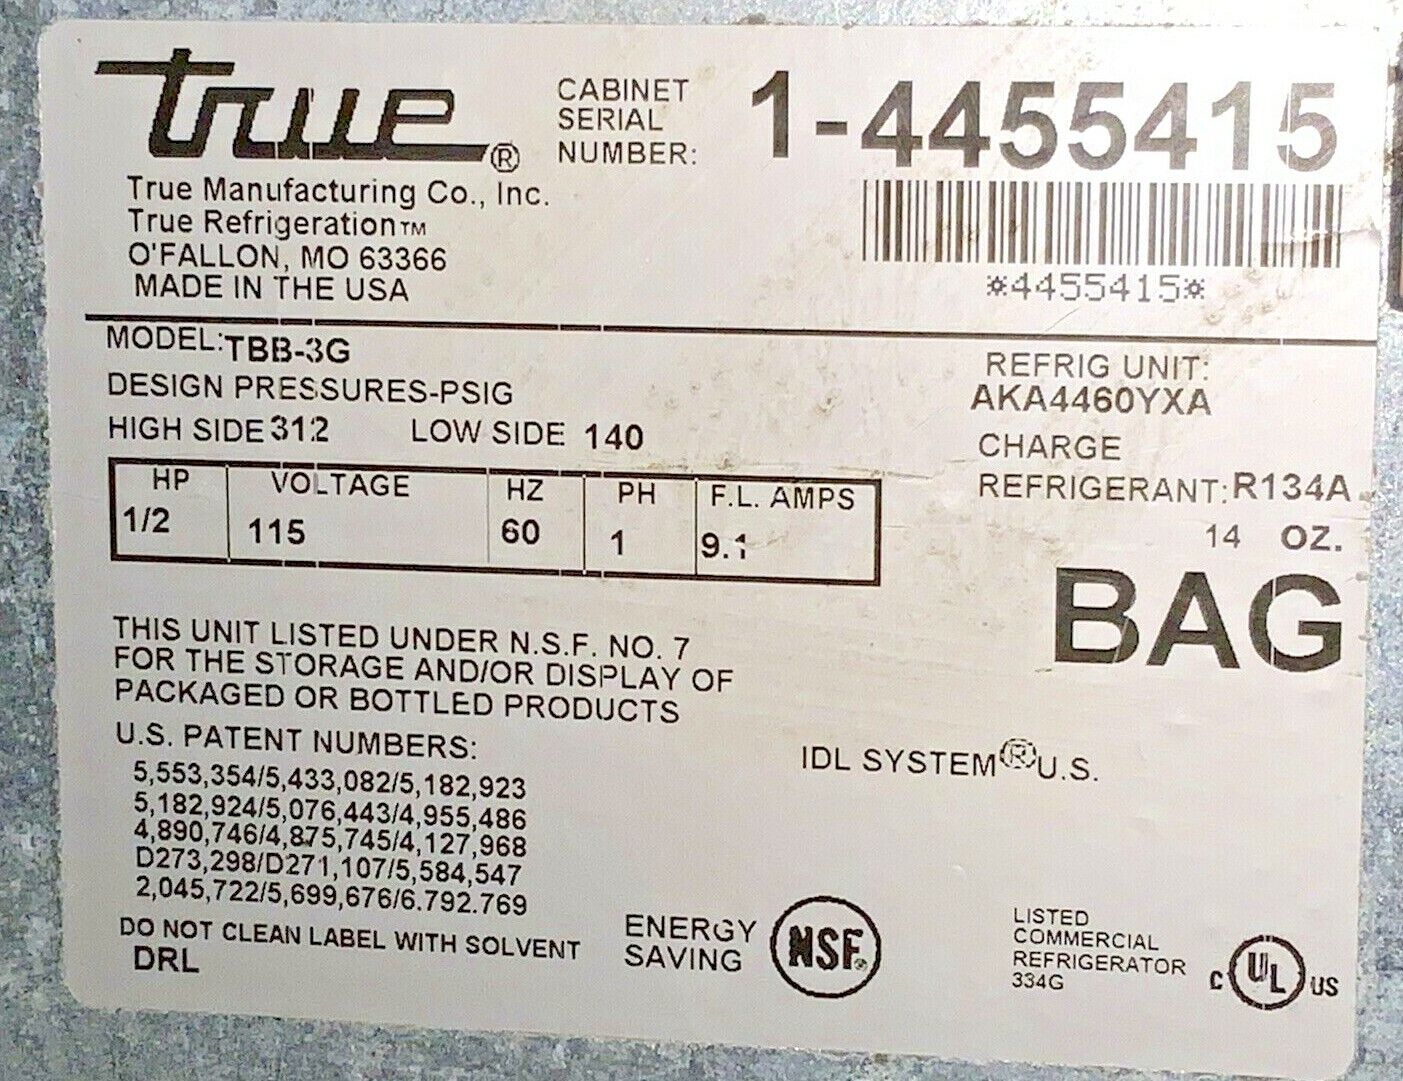 true®
CABINET
SERIAL
NUMBER:
1-4455415
True Manufacturing Co., Inc.
True Refrigeration™
O'FALLON, MO 63366
MADE IN THE USA
*4455415*
MODEL:TBB-3G
DESIGN PRESSURES-PSIG
HIGH SIDE 312 LOW SIDE 140
REFRIG UNIT:
AKA4460YXA
CHARGE
REFRIGERANT: R134A
14 OZ.
HP VOLTAGE HZ PH F.L. AMPS
1/2 115 60 1 9.1
BAG
THIS UNIT LISTED UNDER N.S.F. NO. 7
FOR THE STORAGE AND/OR DISPLAY OF
PACKAGED OR BOTTLED PRODUCTS
U.S. PATENT NUMBERS:
5,553,354/5,433,082/5,182,923
5,182,924/5,076,443/4,955,486
4,890,746/4,875,745/4,127,968
D273,298/D271,107/5,584,547
2,045,722/5,699,676/6.792.769
IDL SYSTEM® U.S.
DO NOT CLEAN LABEL WITH SOLVENT
DRL
ENERGY
SAVING
NSF®
LISTED
COMMERCIAL
REFRIGERATOR
334G
C UL US